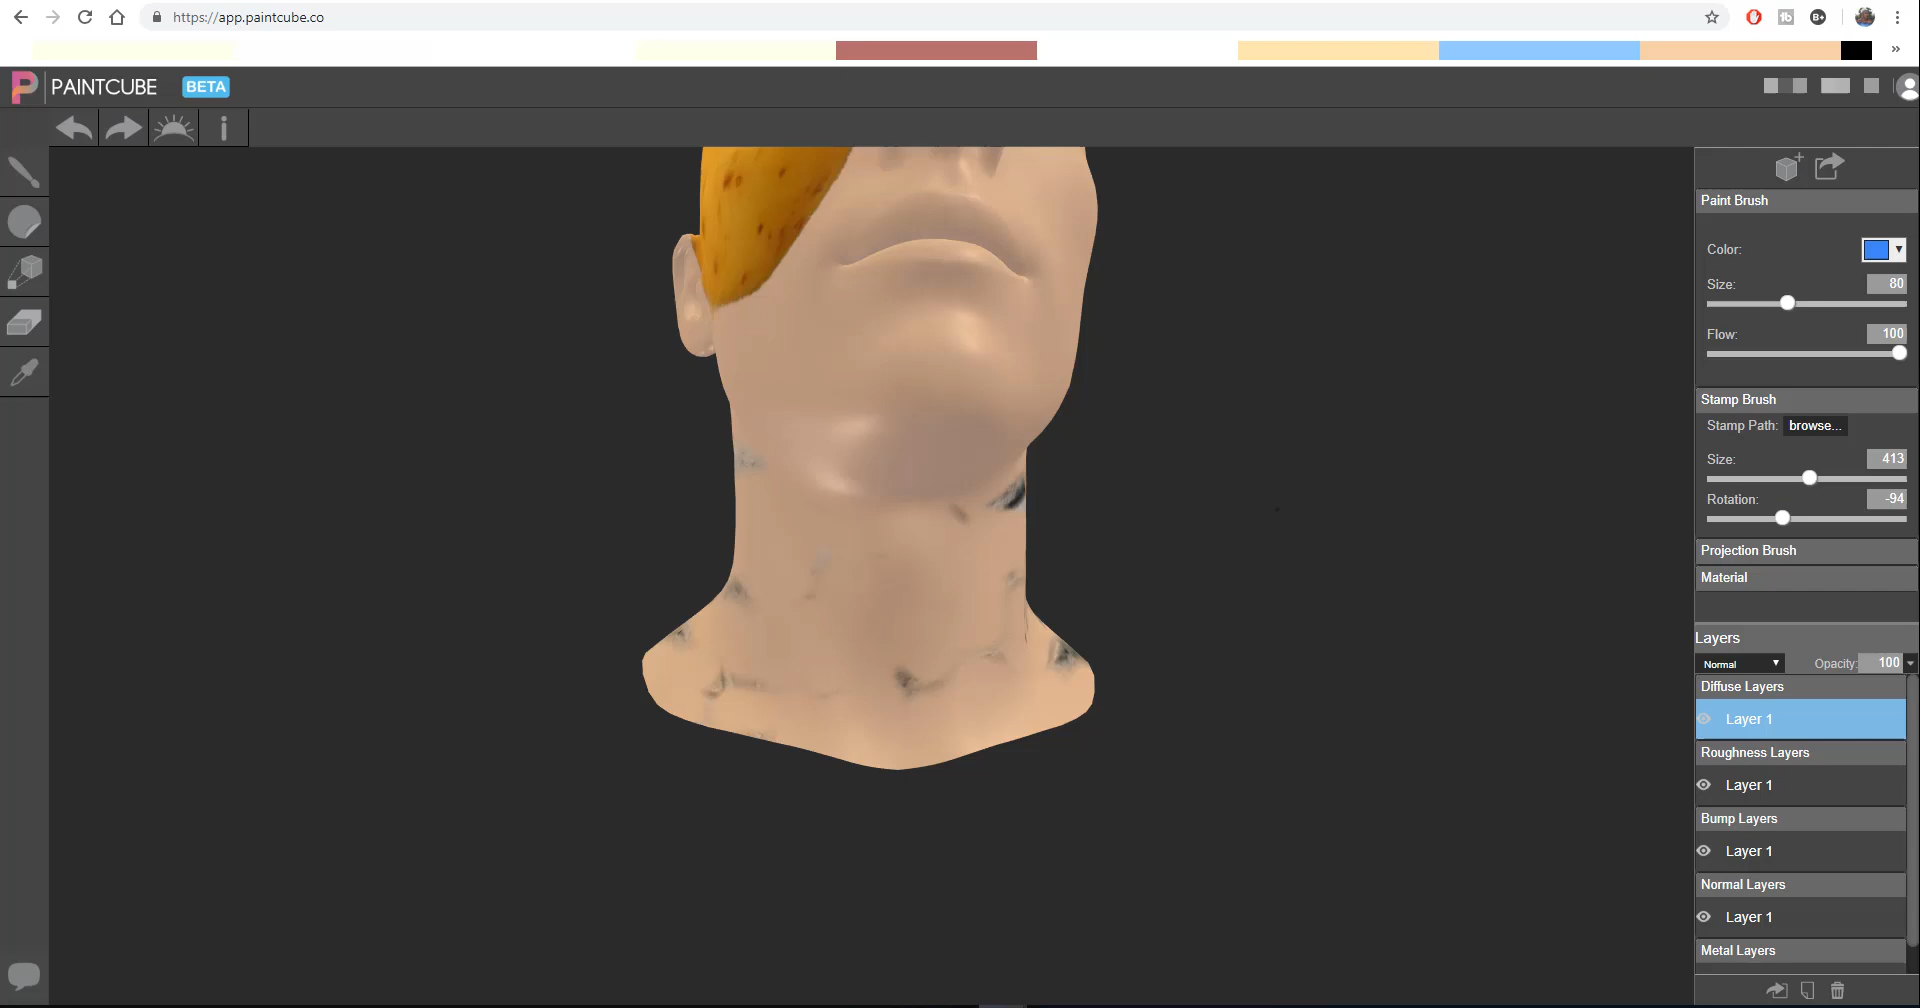 https://app.paintcube.co
PAINTCUBE BETA
Paint Brush
Color:
Size: 80
Flow: 100
Stamp Brush
Stamp Path: browse...
Size: 413
Rotation: -94
Projection Brush
Material
Layers
Normal Opacity: 100
Diffuse Layers
Layer 1
Roughness Layers
Layer 1
Bump Layers
Layer 1
Normal Layers
Layer 1
Metal Layers